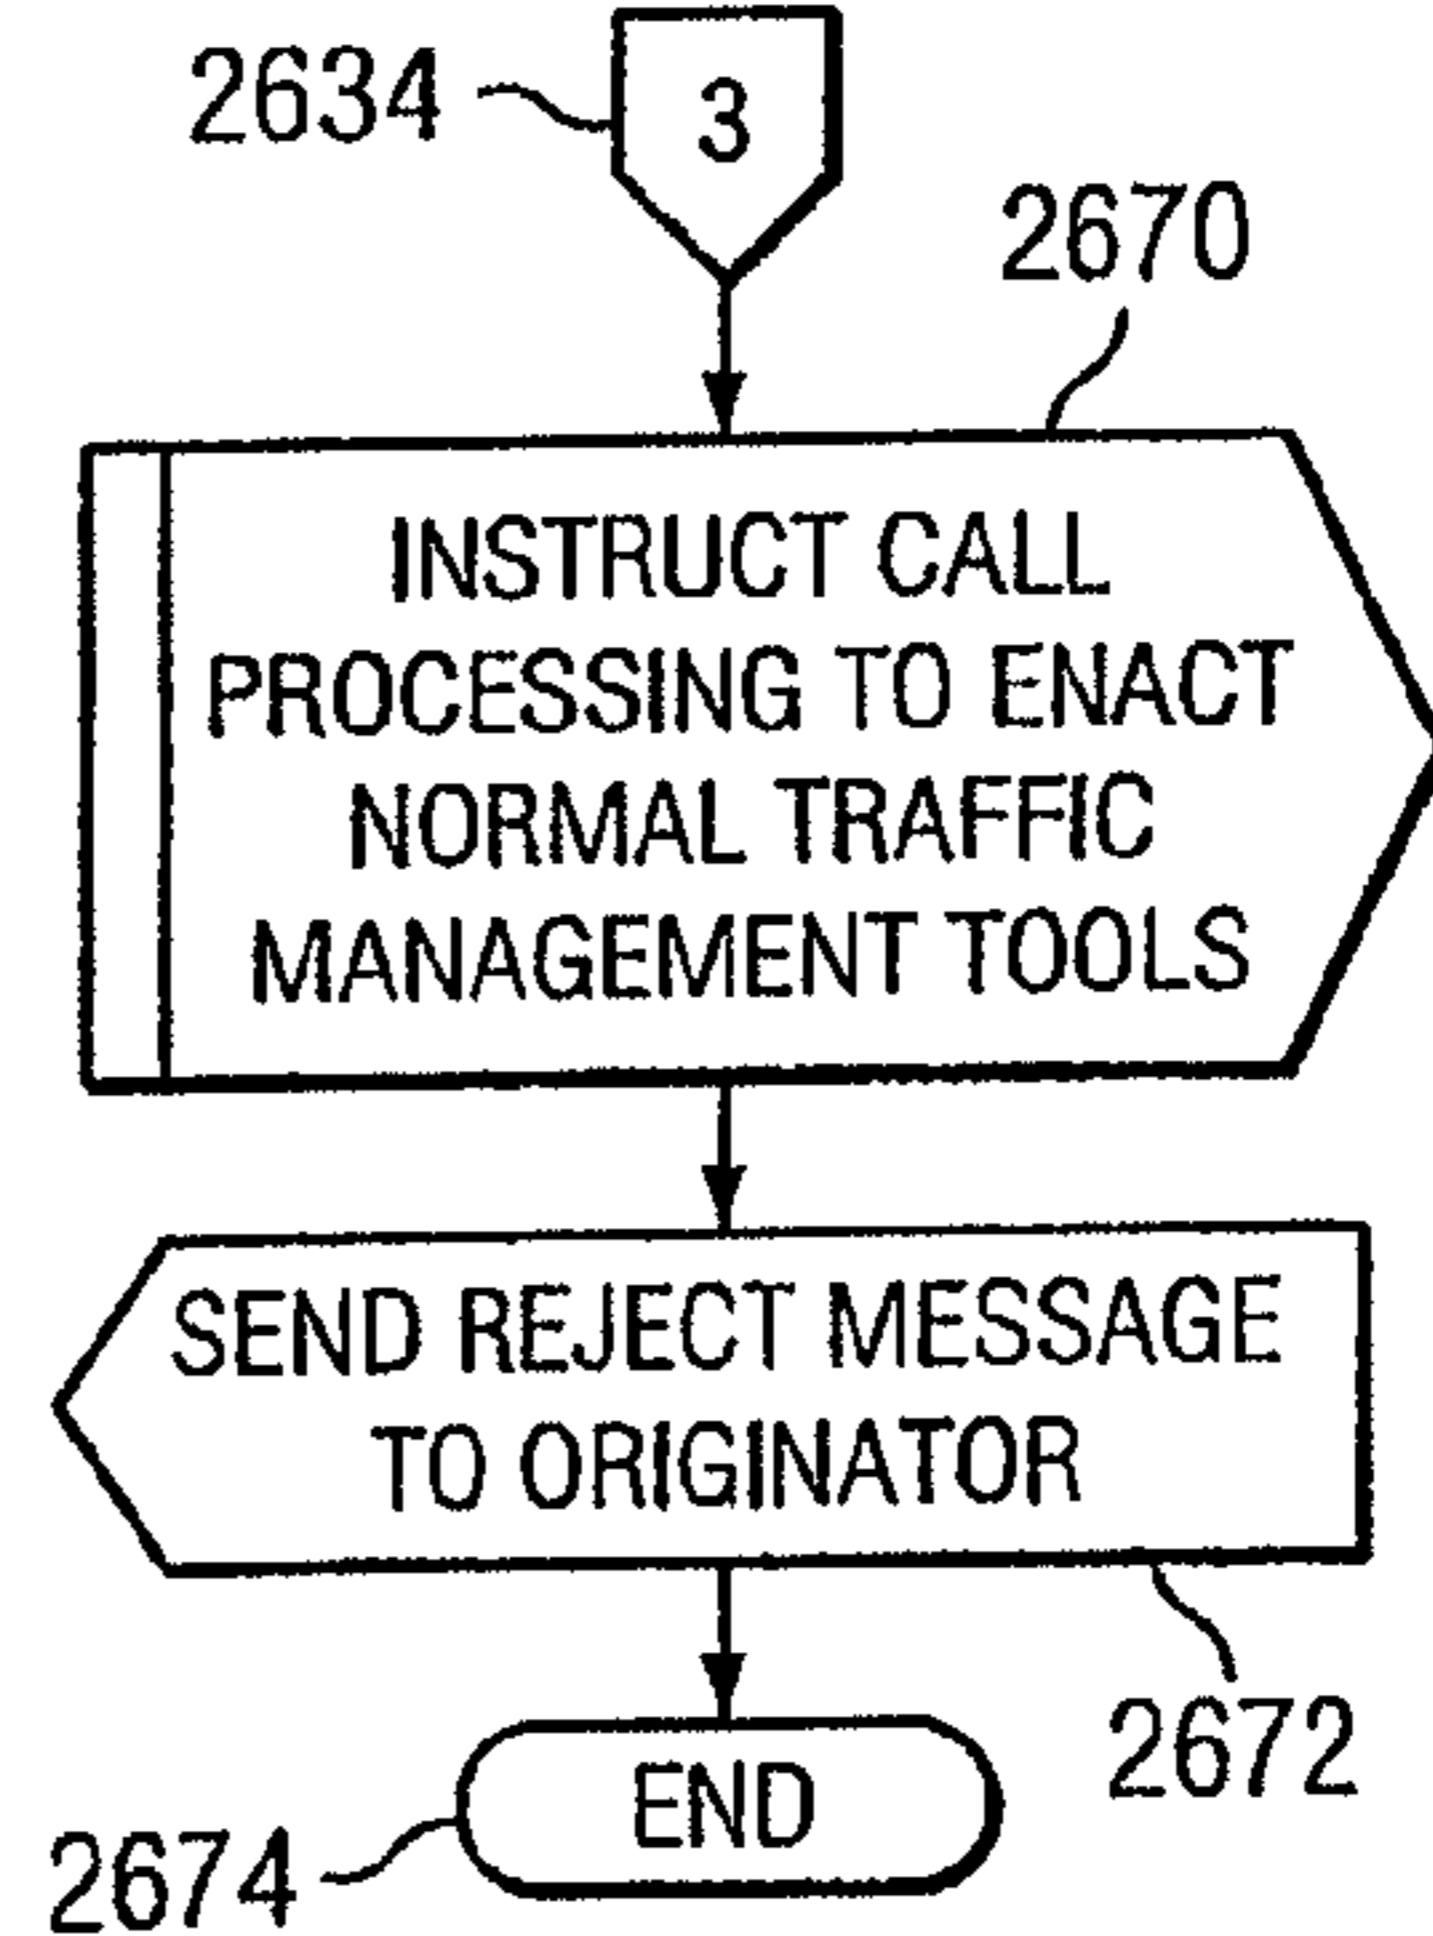 2634
3
2670
INSTRUCT CALL
PROCESSING TO ENACT
NORMAL TRAFFIC
MANAGEMENT TOOLS
SEND REJECT MESSAGE
TO ORIGINATOR
2672
END
2674